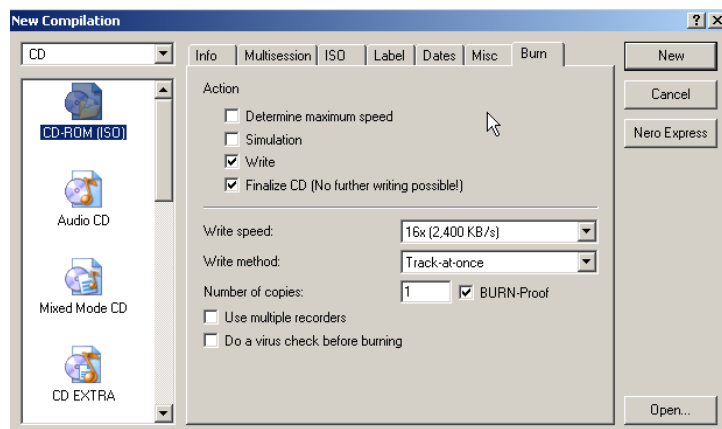 New Compilation
CD
CD-ROM (ISO)
Audio CD
Mixed Mode CD
CD EXTRA
Info Multisession ISO Label Dates Misc Burn
Action
Determine maximum speed
Simulation
Write
Finalize CD (No further writing possible!)
Write speed: 16x (2,400 KB/s)
Write method: Track-at-once
Number of copies: 1 BURN-Proof
Use multiple recorders
Do a virus check before burning
New
Cancel
Nero Express
Open...